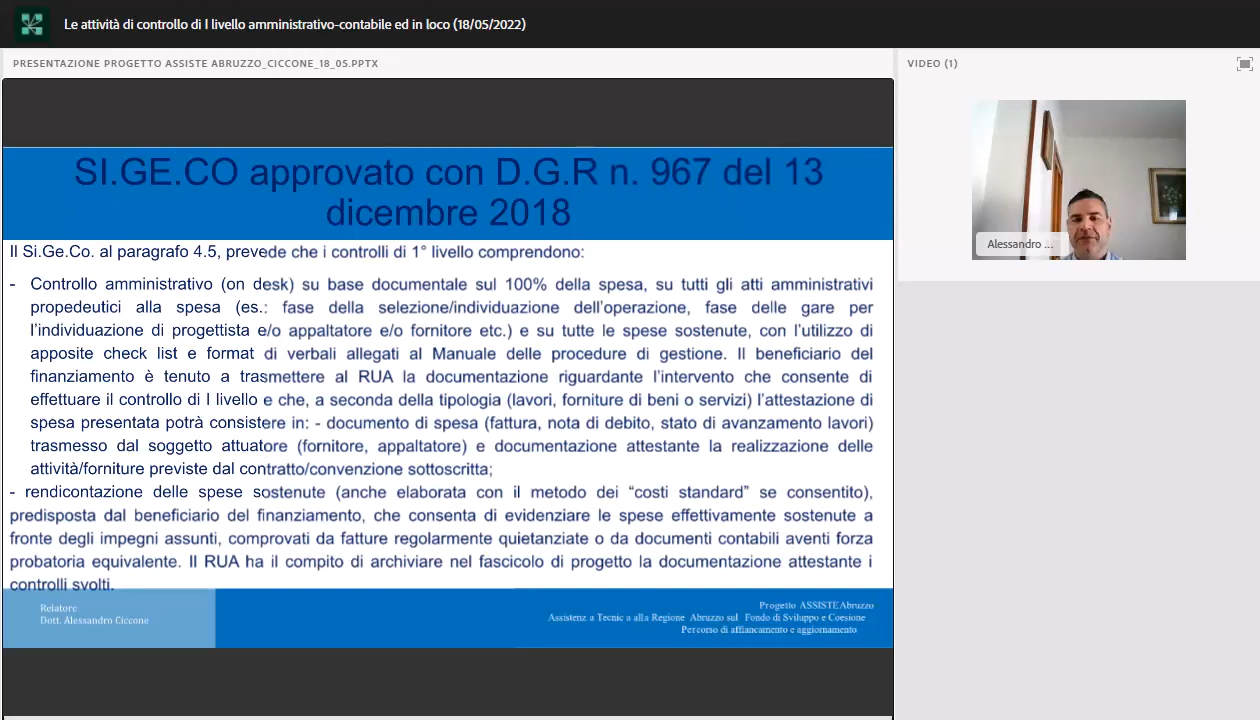 Le attività di controllo di I livello amministrativo-contabile ed in loco (18/05/2022)
PRESENTAZIONE PROGETTO ASSISTE ABRUZZO_CICCONE_18_05.PPTX
VIDEO (1)
SI.GE.CO approvato con D.G.R n. 967 del 13
dicembre 2018
Il Si.Ge.Co. al paragrafo 4.5, prevede che i controlli di 1° livello comprendono:
- Controllo amministrativo (on desk) su base documentale sul 100% della spesa, su tutti gli atti amministrativi
propedeutici alla spesa (es.: fase della selezione/individuazione dell'operazione, fase delle gare per
l'individuazione di progettista e/o appaltatore e/o fornitore etc.) e su tutte le spese sostenute, con l'utilizzo di
apposite check list e format di verbali allegati al Manuale delle procedure di gestione. Il beneficiario del
finanziamento è tenuto a trasmettere al RUA la documentazione riguardante l'intervento che consente di
effettuare il controllo di I livello e che, a seconda della tipologia (lavori, forniture di beni o servizi) l'attestazione di
spesa presentata potrà consistere in: - documento di spesa (fattura, nota di debito, stato di avanzamento lavori)
trasmesso dal soggetto attuatore (fornitore, appaltatore) e documentazione attestante la realizzazione delle
attività/forniture previste dal contratto/convenzione sottoscritta;
- rendicontazione delle spese sostenute (anche elaborata con il metodo dei “costi standard” se consentito),
predisposta dal beneficiario del finanziamento, che consenta di evidenziare le spese effettivamente sostenute a
fronte degli impegni assunti, comprovati da fatture regolarmente quietanziate o da documenti contabili aventi forza
probatoria equivalente. Il RUA ha il compito di archiviare nel fascicolo di progetto la documentazione attestante i
controlli svolti.
Relatore
Dott. Alessandro Ciccone
Progetto ASSISTE Abruzzo
Assistenz a Tecnic a alla Regione Abruzzo sul Fondo di Sviluppo e Coesione
Percorso di affiancamento e aggiornamento
Alessandro ...